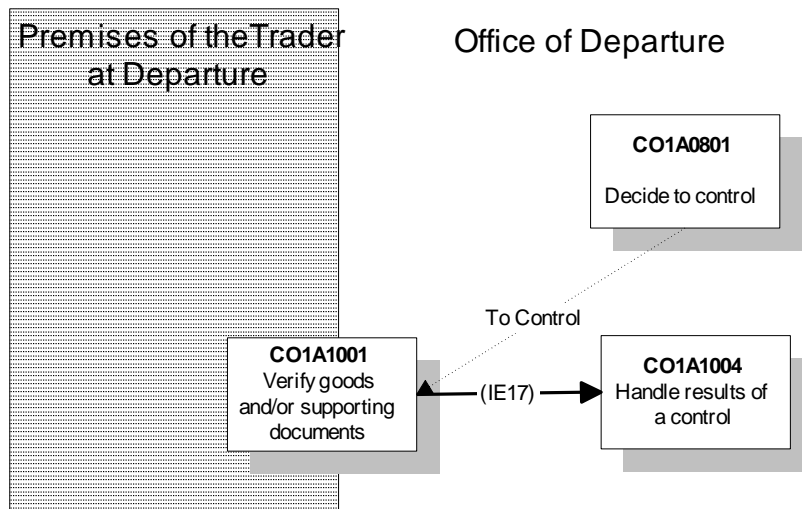 Premises of theTrader
at Departure
Office of Departure
CO1A0801
Decide to control
To Control
CO1A1001
Verify goods
and/or supporting
documents
(IE17)
CO1A1004
Handle results of
a control